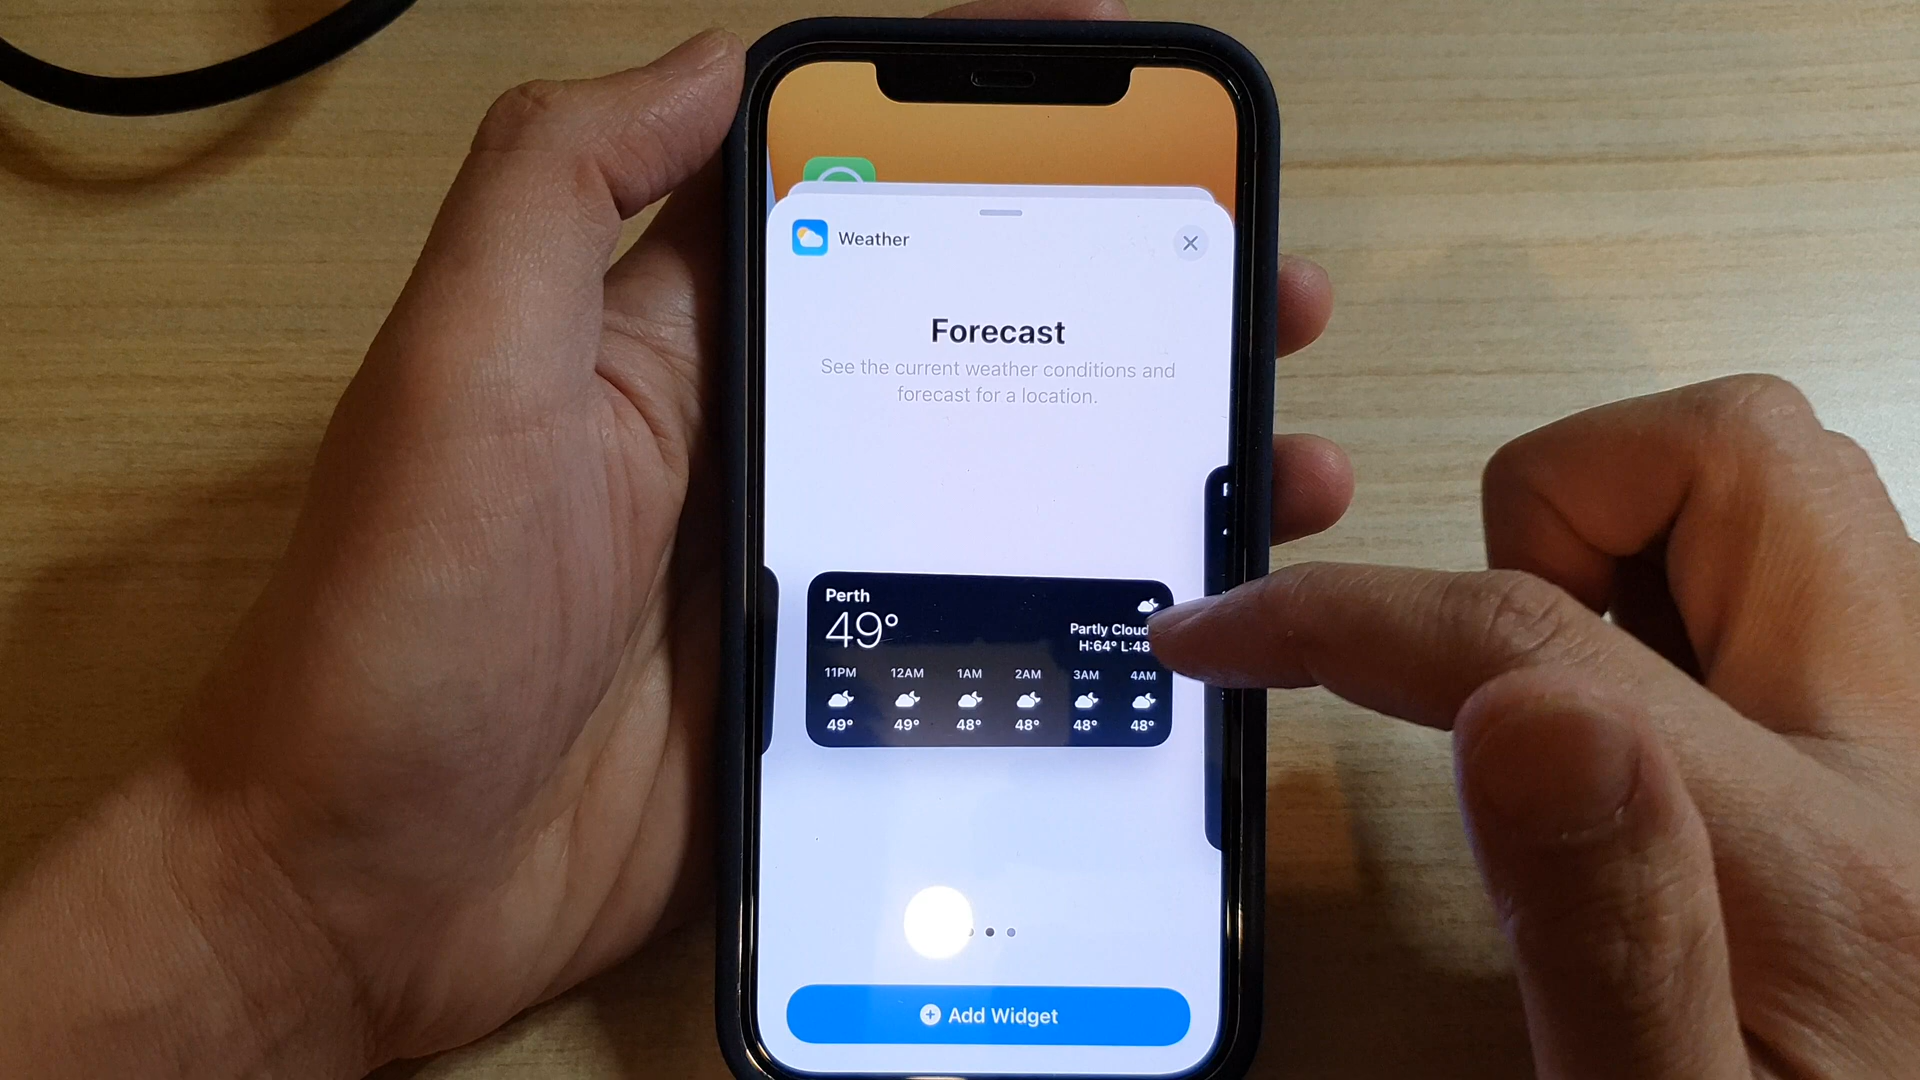 Weather
Forecast
See the current weather conditions and
forecast for a location.
Perth
49°
Partly Cloud
H:64° L:48
11PM 12AM 1AM 2AM 3AM 4AM
49° 49° 48° 48° 48° 48°
Add Widget